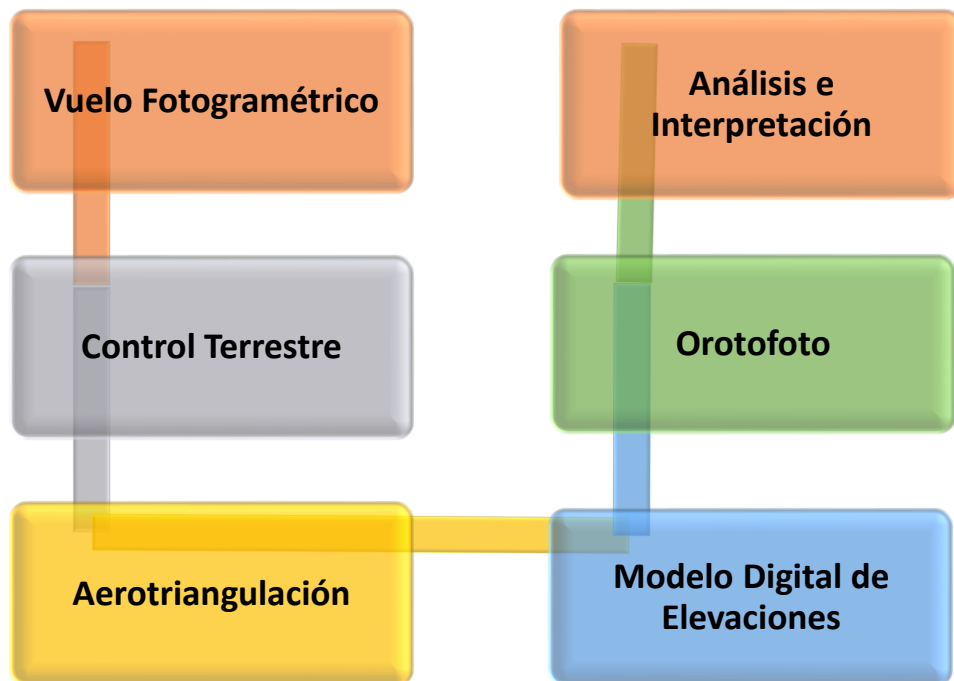 Vuelo Fotogramétrico
Control Terrestre
Aerotriangulación
Modelo Digital de
Elevaciones
Orotofoto
Análisis e
Interpretación